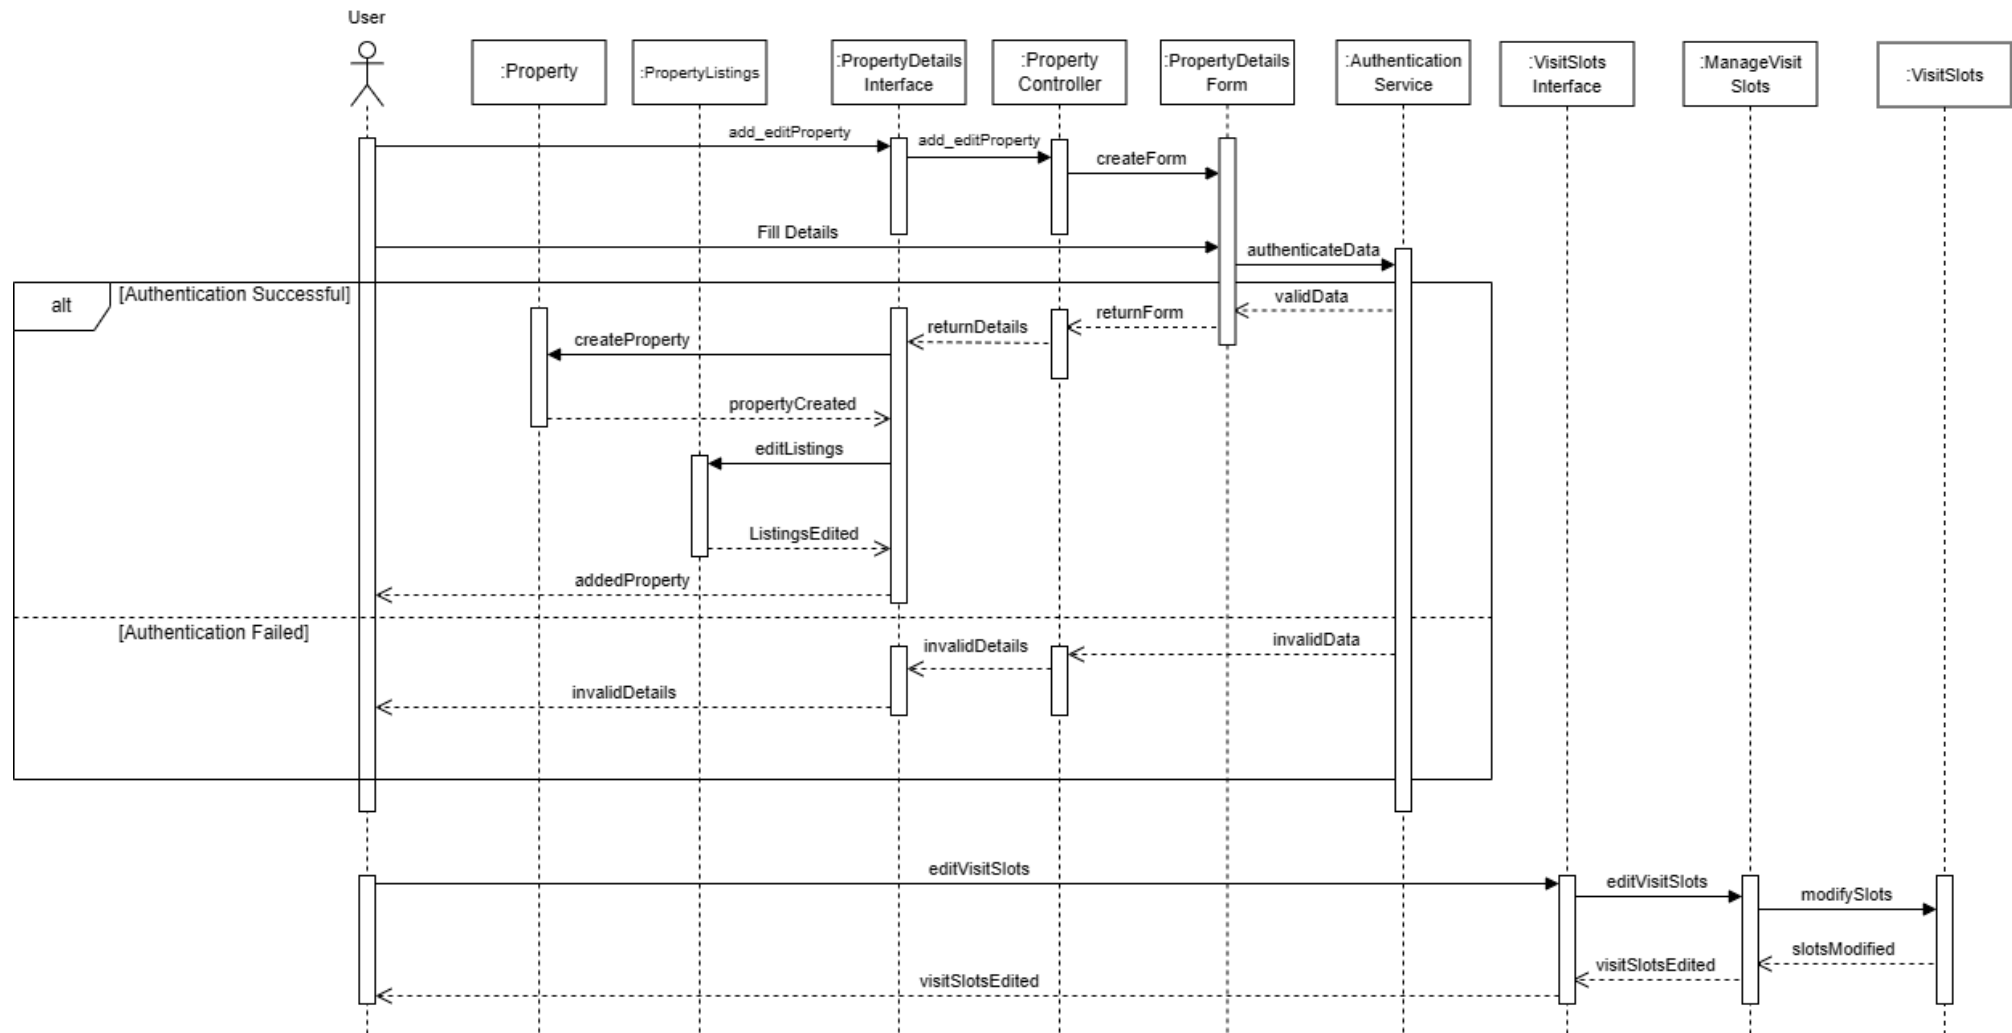 User
:Property
:PropertyListings
:PropertyDetails
Interface
:Property
Controller
:PropertyDetails
Form
:Authentication
Service
:VisitSlots
Interface
:ManageVisit
Slots
:VisitSlots
add_editProperty
add_editProperty
createForm
Fill Details
authenticateData
alt
[Authentication Successful]
validData
returnForm
returnDetails
createProperty
propertyCreated
editListings
ListingsEdited
addedProperty
[Authentication Failed]
invalidData
invalidDetails
invalidDetails
editVisitSlots
editVisitSlots
modifySlots
slotsModified
visitSlotsEdited
visitSlotsEdited